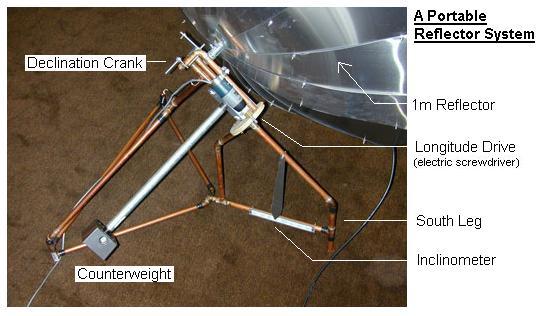 A Portable
Reflector System
Declination Crank
1m Reflector
Longitude Drive
(electric screwdriver)
South Leg
Inclinometer
Counterweight